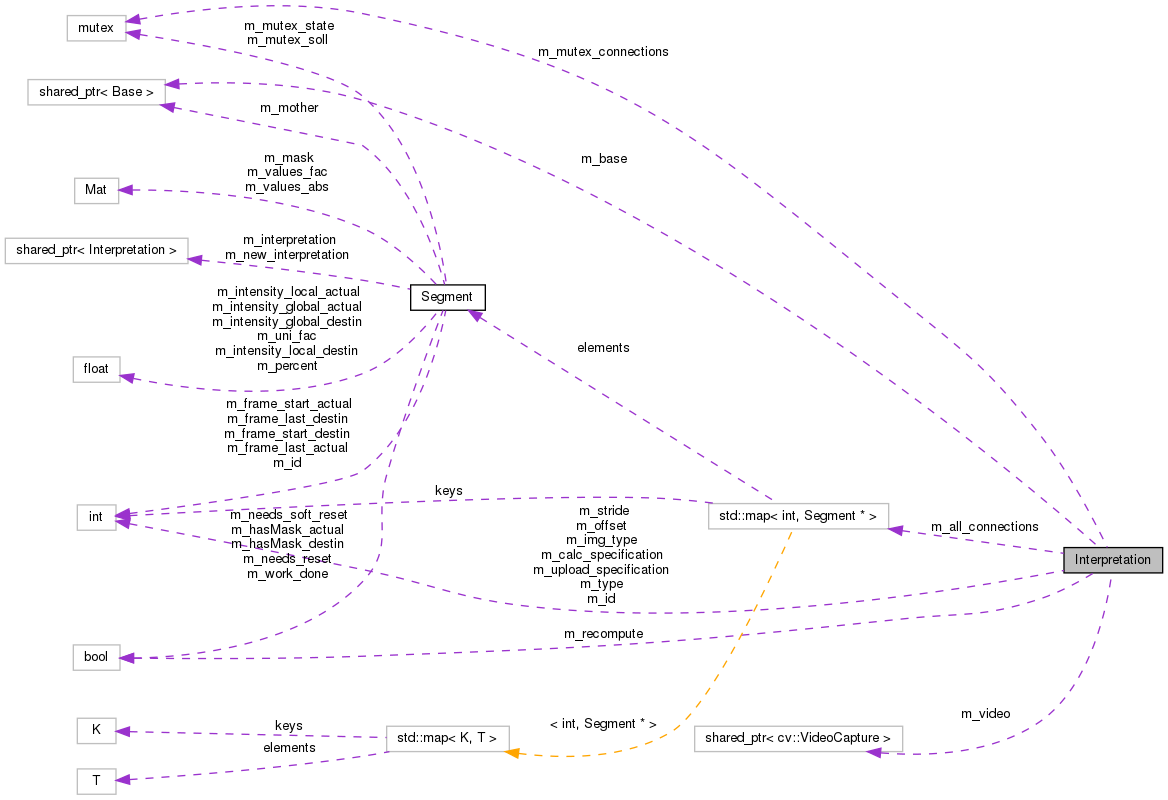 mutex
m_mutex_state
m_mutex_soll
m_mutex_connections
shared_ptr< Base >
m_mother
m_base
m_mask
m_values_fac
m_values_abs
Mat
shared_ptr< Interpretation >
m_interpretation
m_new_interpretation
Segment
m_intensity_local_actual
m_intensity_global_actual
m_intensity_global_destin
m_uni_fac
m_intensity_local_destin
m_percent
float
elements
m_frame_start_actual
m_frame_last_destin
m_frame_start_destin
m_frame_last_actual
m_id
keys
int
std::map< int, Segment * >
m_all_connections
m_needs_soft_reset
m_hasMask_actual
m_hasMask_destin
m_needs_reset
m_work_done
m_stride
m_offset
m_img_type
m_calc_specification
m_upload_specification
m_type
m_id
Interpretation
m_recompute
bool
K
keys
std::map< K, T >
< int, Segment * >
shared_ptr< cv::VideoCapture >
m_video
elements
T